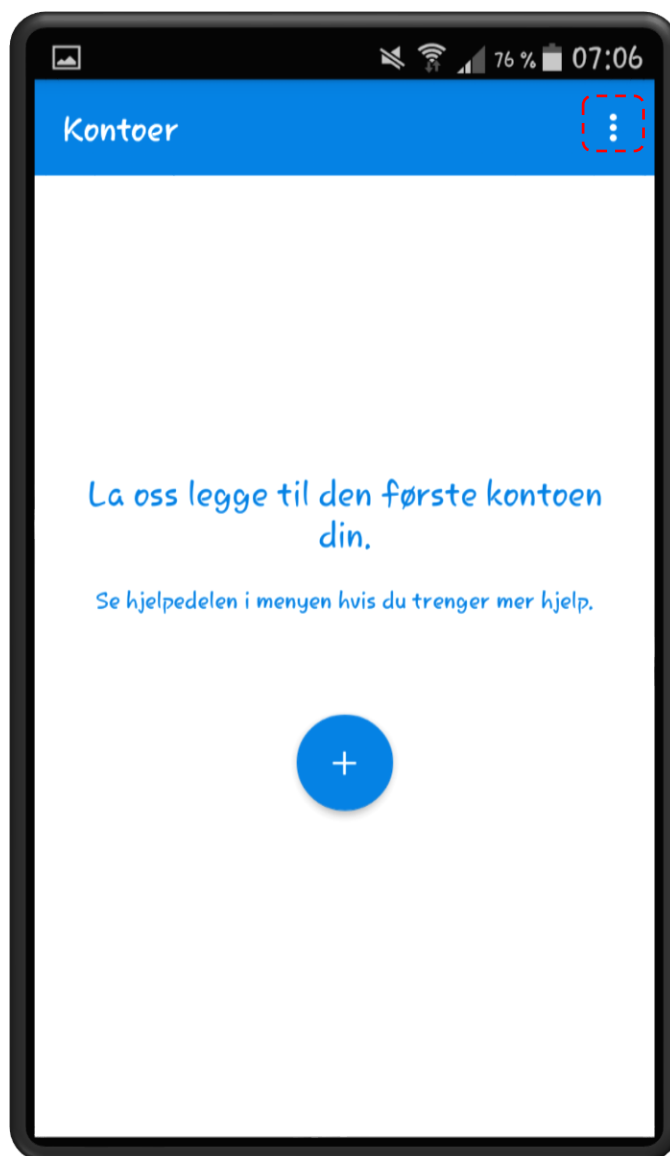 76 % 07:06
Kontoer
La oss legge til den første kontoen
din.
Se hjelpedelen i menyen hvis du trenger mer hjelp.